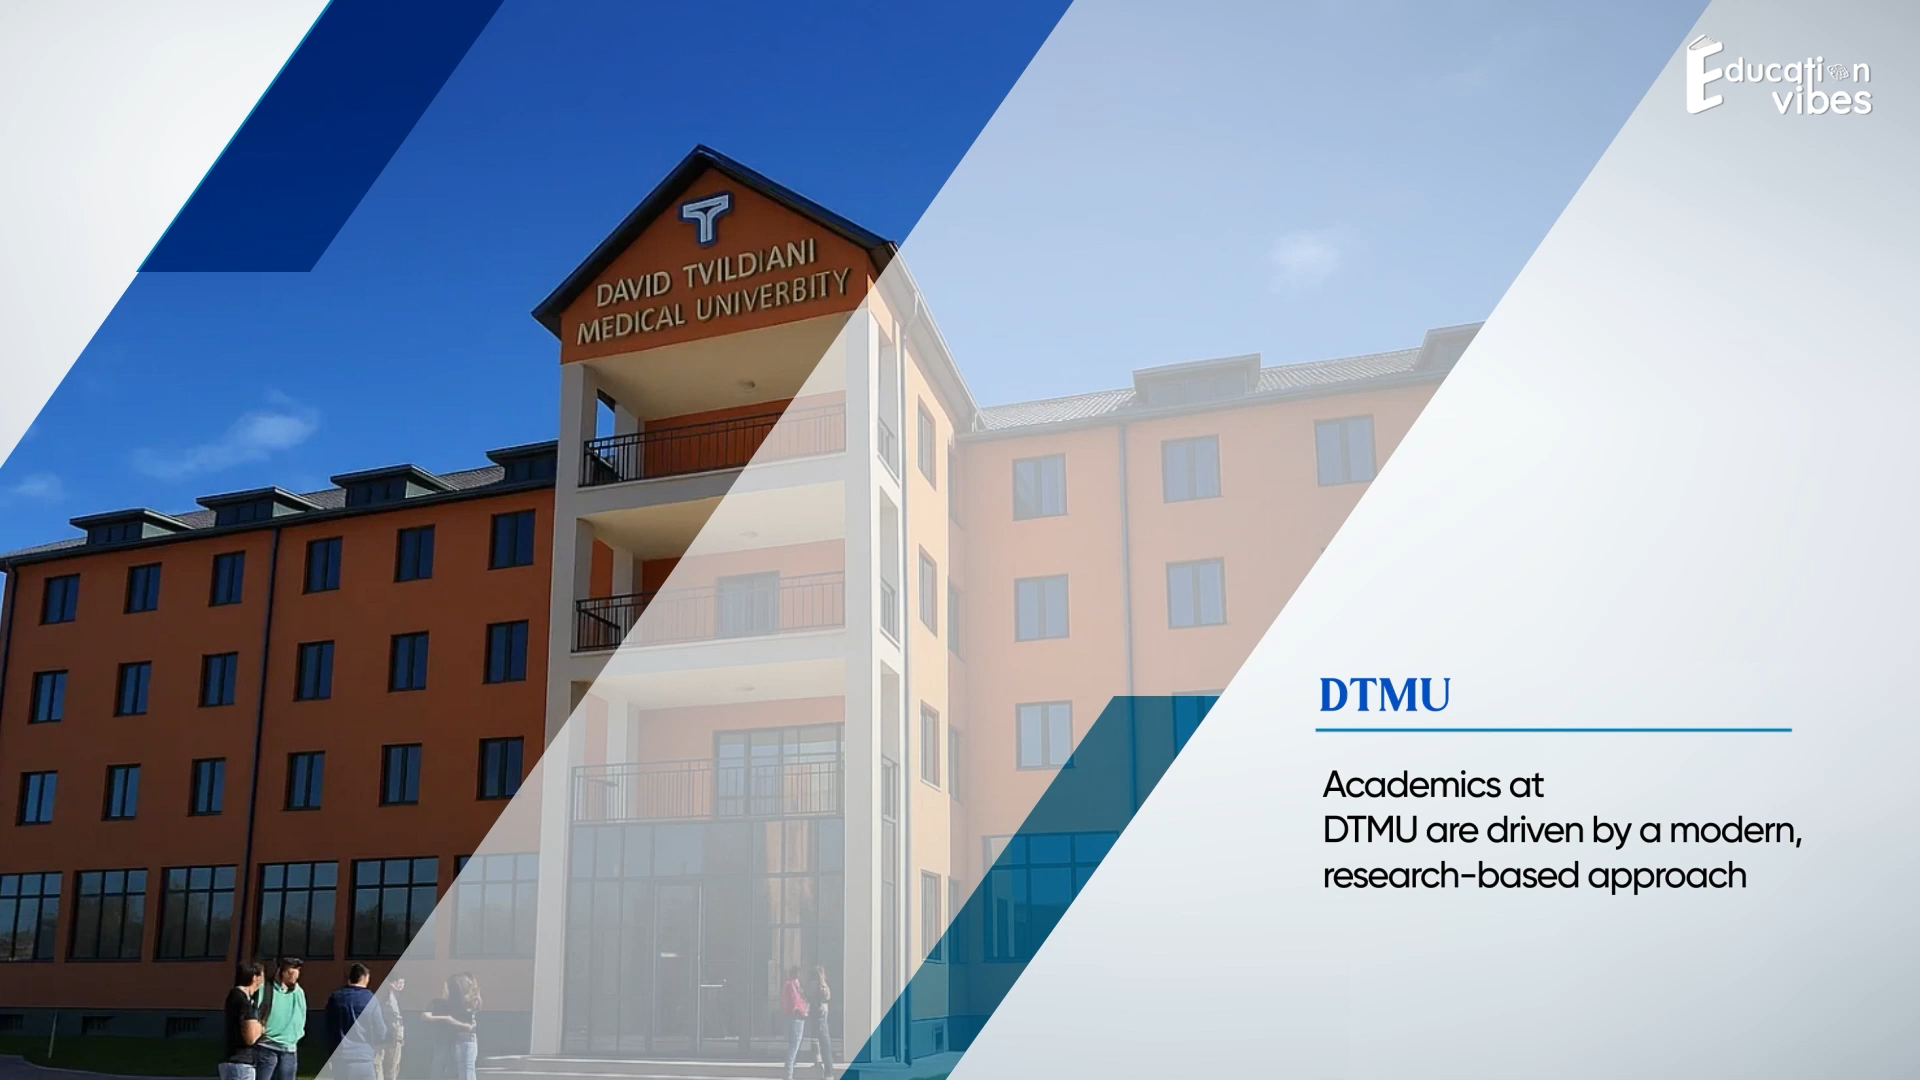 Education
vibes
DAVID TVILDIANI
MEDICAL UNIVERBITY
DTMU
Academics at
DTMU are driven by a modern,
research-based approach